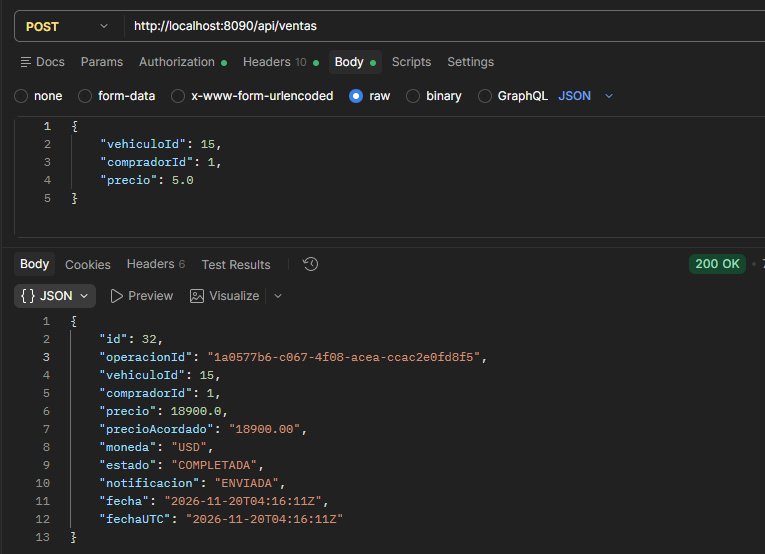 POST http://localhost:8090/api/ventas
Docs Params Authorization Headers 10 Body Scripts Settings
none form-data x-www-form-urlencoded raw binary GraphQL JSON
1 {
2 "vehiculoId": 15,
3 "compradorId": 1,
4 "precio": 5.0
5 }
Body Cookies Headers 6 Test Results 200 OK
{} JSON Preview Visualize
1 {
2 "id": 32,
3 "operacionId": "1a0577b6-c067-4f08-acea-ccac2e0fd8f5",
4 "vehiculoId": 15,
5 "compradorId": 1,
6 "precio": 18900.0,
7 "precioAcordado": "18900.00",
8 "moneda": "USD",
9 "estado": "COMPLETADA",
10 "notificacion": "ENVIADA",
11 "fecha": "2026-11-20T04:16:11Z",
12 "fechaUTC": "2026-11-20T04:16:11Z"
13 }